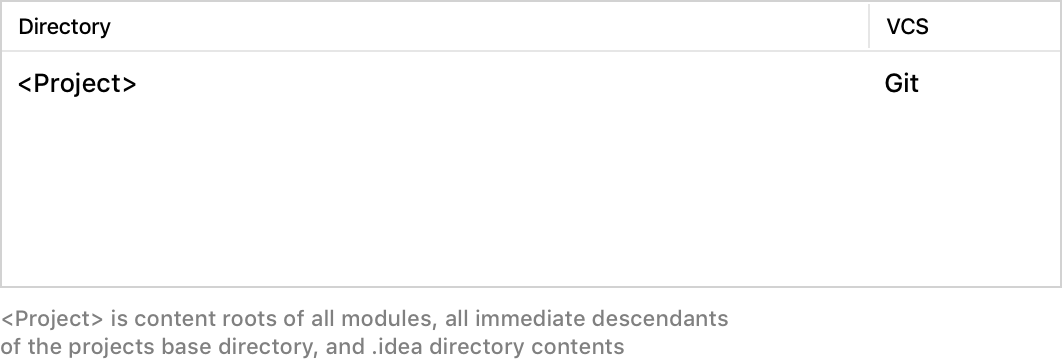 Directory VCS
<Project> Git
<Project> is content roots of all modules, all immediate descendants
of the projects base directory, and .idea directory contents